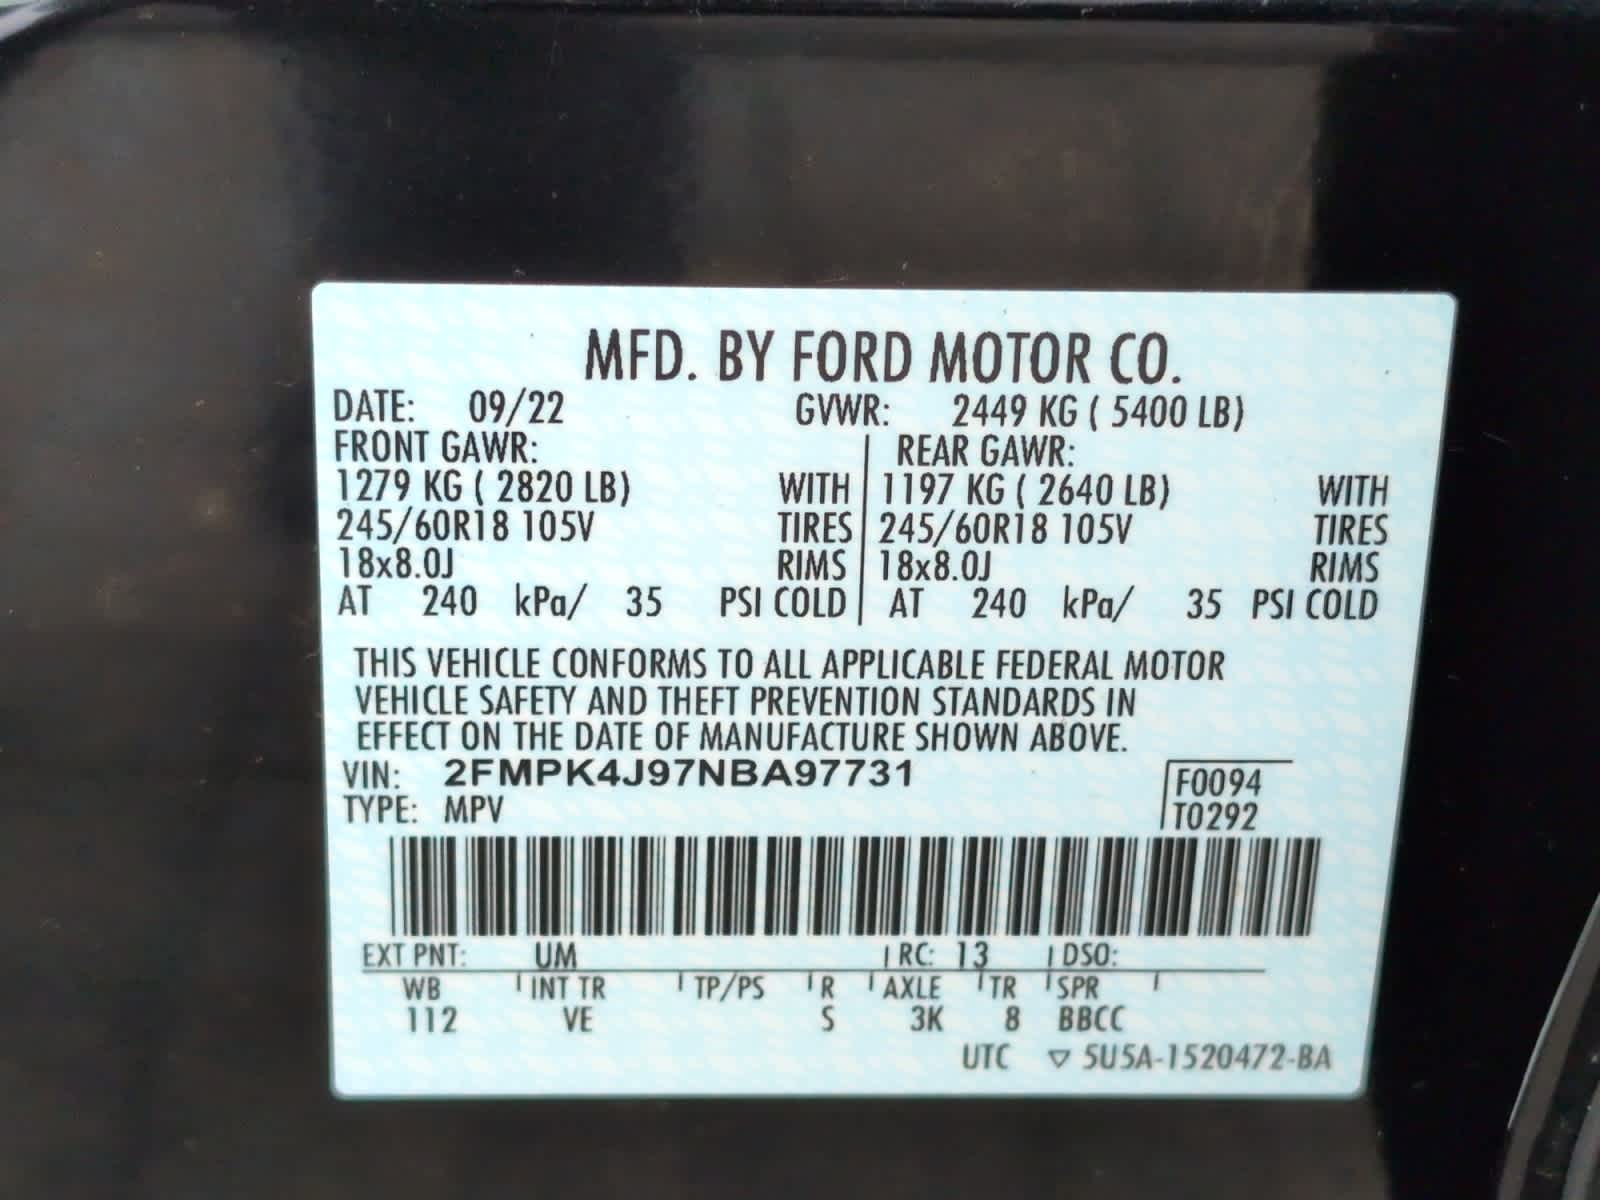 MFD. BY FORD MOTOR CO.
DATE: 09/22 GVWR: 2449 KG ( 5400 LB)
FRONT GAWR: REAR GAWR:
1279 KG ( 2820 LB) WITH 1197 KG ( 2640 LB) WITH
245/60R18 105V TIRES 245/60R18 105V TIRES
18x8.0J RIMS 18x8.0J RIMS
AT 240 kPa/ 35 PSI COLD AT 240 kPa/ 35 PSI COLD
THIS VEHICLE CONFORMS TO ALL APPLICABLE FEDERAL MOTOR
VEHICLE SAFETY AND THEFT PREVENTION STANDARDS IN
EFFECT ON THE DATE OF MANUFACTURE SHOWN ABOVE.
VIN: 2FMPK4J97NBA97731 F0094
TYPE: MPV T0292
EXT PNT: UM RC: 13 DSO:
WB INT TR TP/PS R AXLE TR SPR
112 VE S 3K 8 BBCC
UTC ▽ 5U5A-1520472-BA